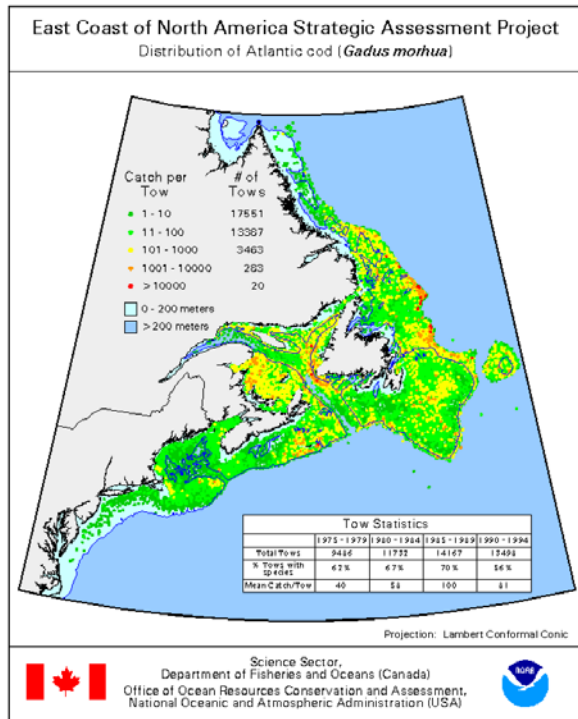 East Coast of North America Strategic Assessment Project
Distribution of Atlantic cod (Gadus morhua)
Catch per Tow # of Tows
1 - 10 17551
11 - 100 13387
101 - 1000 3463
1001 - 10000 283
> 10000 20
0 - 200 meters
> 200 meters
Tow Statistics
1975 - 1979 1980 - 1984 1985 - 1989 1990 - 1994
Total Tows 9486 11732 14167 13498
% Tows with species 63% 67% 70% 56%
Mean Catch/Tow 40 58 100 81
Projection: Lambert Conformal Conic
Science Sector,
Department of Fisheries and Oceans (Canada)
Office of Ocean Resources Conservation and Assessment,
National Oceanic and Atmospheric Administration (USA)
NOAA